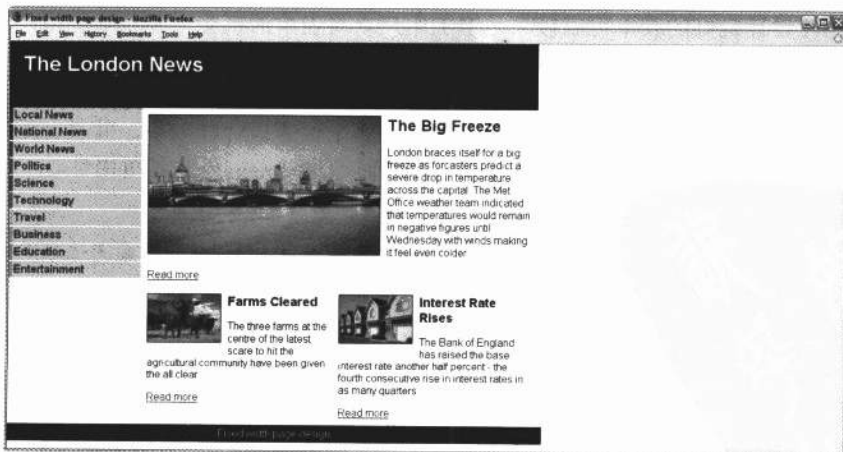 Fixed width page design - Mozilla Firefox
File Edit View History Bookmarks Tools Help
The London News
Local News
National News
World News
Politics
Science
Technology
Travel
Business
Education
Entertainment
The Big Freeze
London braces itself for a big
freeze as forcasters predict a
severe drop in temperature
across the capital. The Met
Office weather team indicated
that temperatures would remain
in negative figures until
Wednesday with winds making
it feel even colder
Read more
Farms Cleared
The three farms at the
centre of the latest
scare to hit the
agricultural community have been given
the all clear
Read more
Interest Rate
Rises
The Bank of England
has raised the base
interest rate another half percent - the
fourth consecutive rise in interest rates in
as many quarters
Read more
Fixed width page design